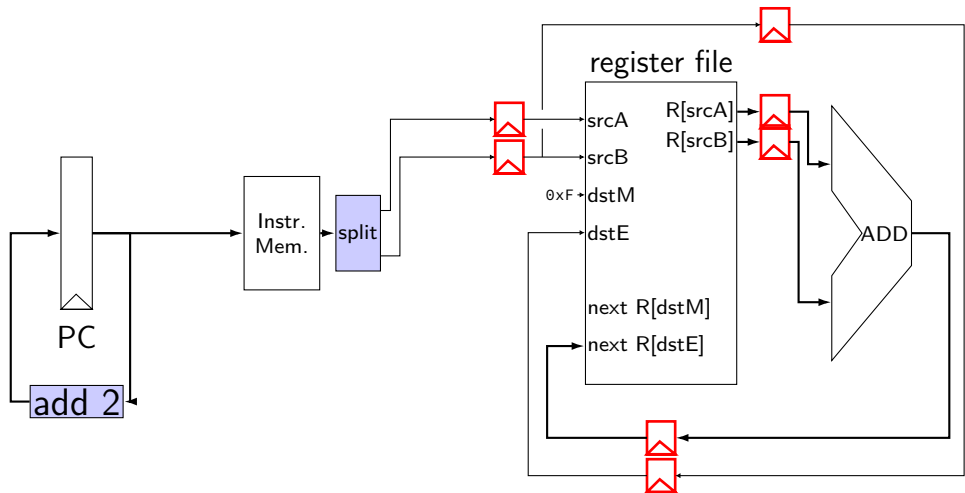 register file
srcA
srcB
dstM
dstE
next R[dstM]
next R[dstE]
R[srcA]
R[srcB]
0xF
Instr.
Mem.
split
ADD
PC
add 2